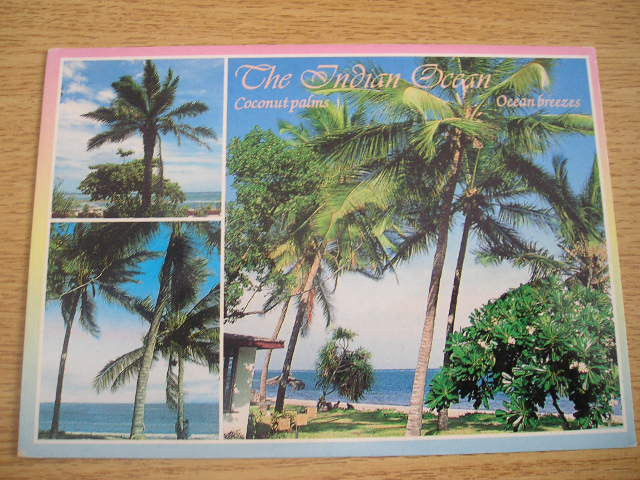 The Indian Ocean
Coconut palms Ocean breezes